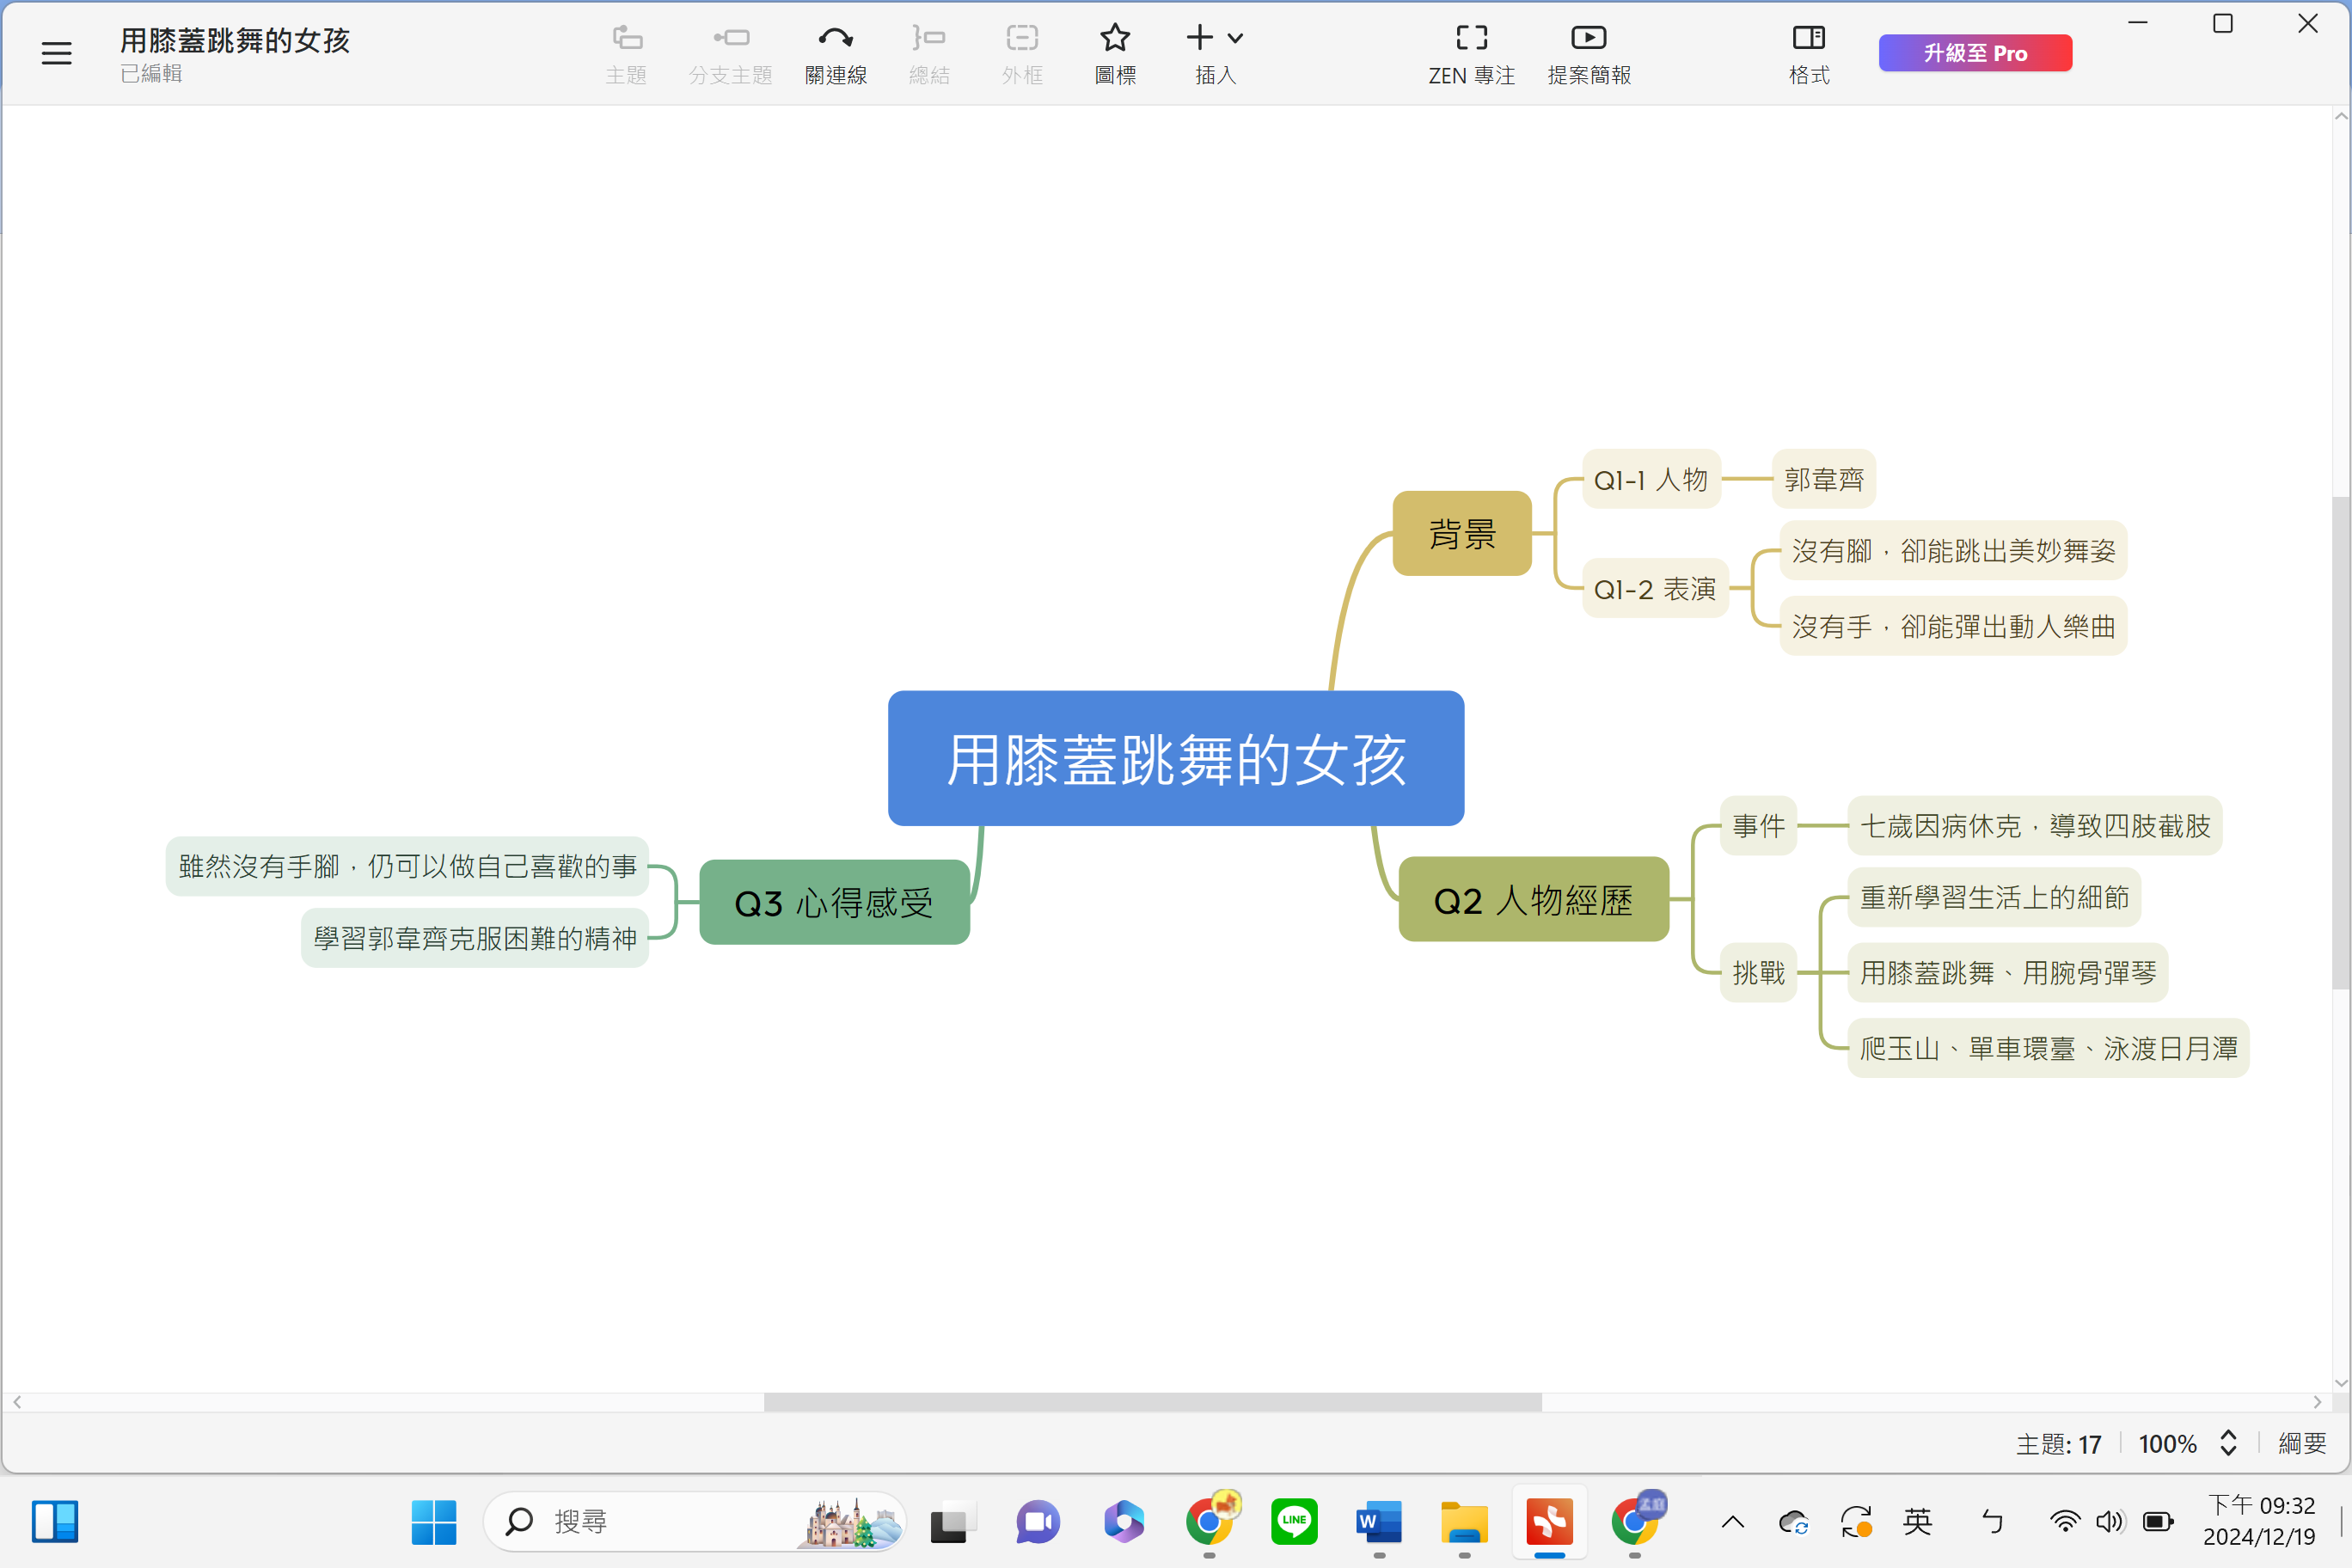 用膝蓋跳舞的女孩
已編輯
主題
分支主題
關連線
總結
外框
圖標
插入
ZEN 專注
提案簡報
格式
升級至 Pro
背景
Q1-1 人物
郭韋齊
Q1-2 表演
沒有腳，卻能跳出美妙舞姿
沒有手，卻能彈出動人樂曲
用膝蓋跳舞的女孩
Q2 人物經歷
事件
七歲因病休克，導致四肢截肢
挑戰
重新學習生活上的細節
用膝蓋跳舞、用腕骨彈琴
爬玉山、單車環臺、泳渡日月潭
Q3 心得感受
雖然沒有手腳，仍可以做自己喜歡的事
學習郭韋齊克服困難的精神
主題: 17
100%
綱要
搜尋
LINE
W
孟庭
英
ㄅ
下午 09:32
2024/12/19